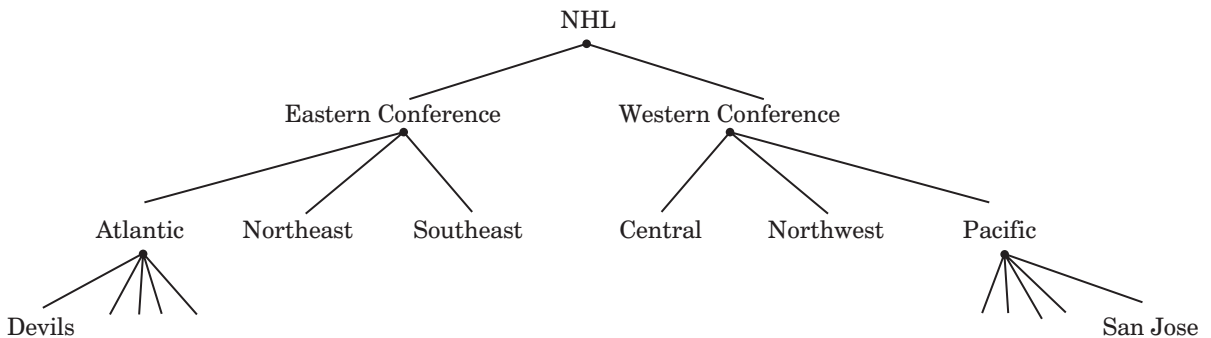 NHL
Eastern Conference Western Conference
Atlantic Northeast Southeast Central Northwest Pacific
Devils San Jose